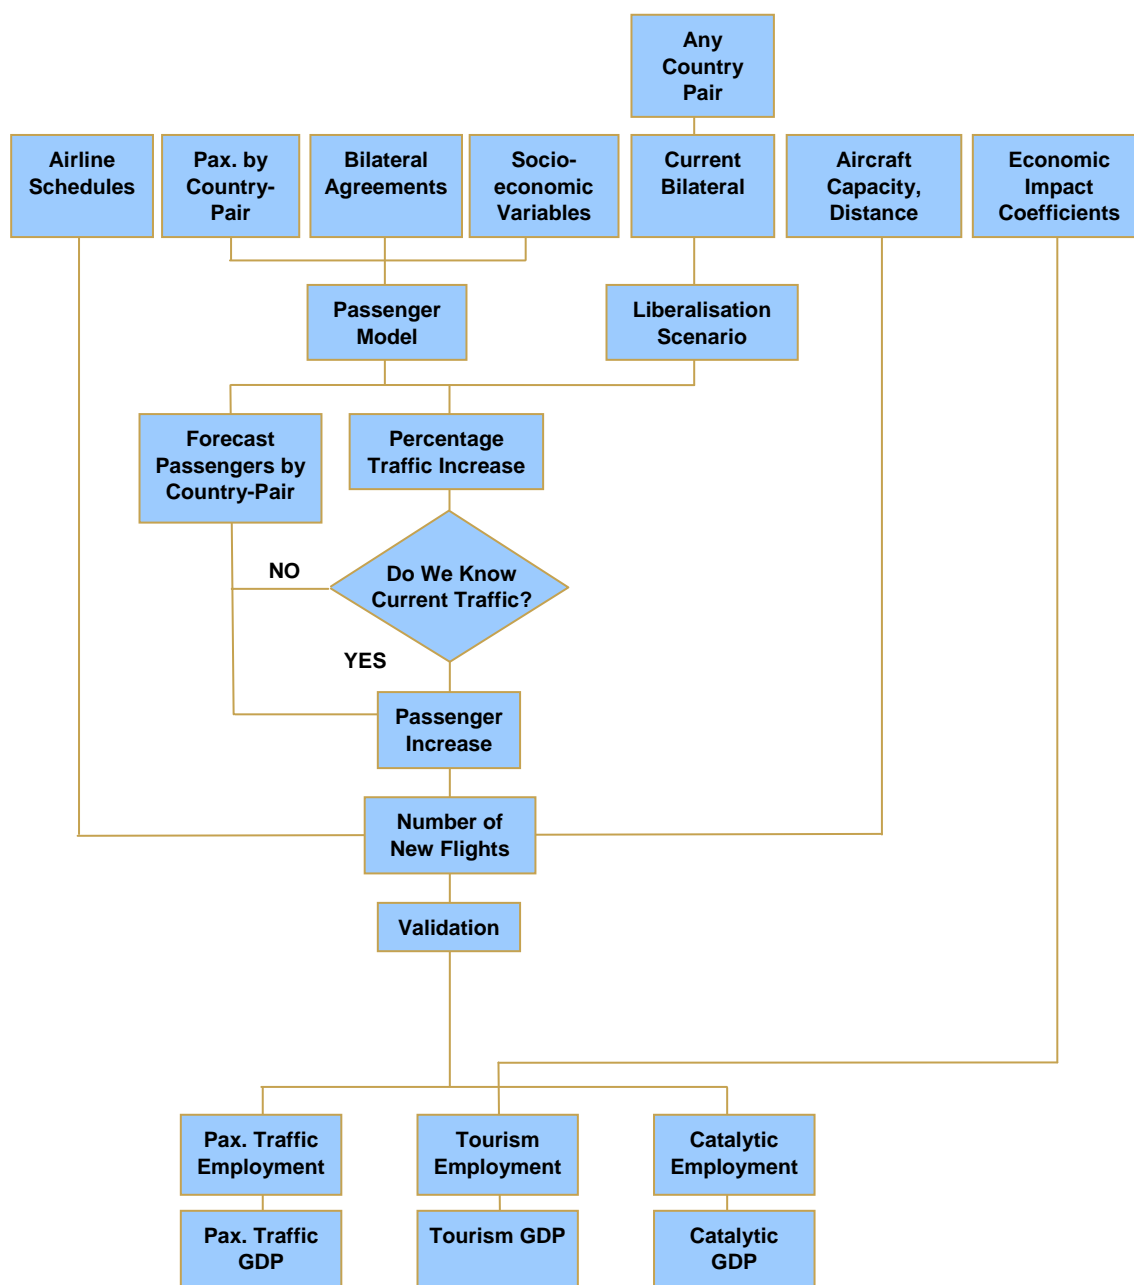 Any
Country
Pair
Airline
Schedules
Pax. by
Country-
Pair
Bilateral
Agreements
Socio-
economic
Variables
Current
Bilateral
Aircraft
Capacity,
Distance
Economic
Impact
Coefficients
Passenger
Model
Liberalisation
Scenario
Forecast
Passengers by
Country-Pair
Percentage
Traffic Increase
NO
Do We Know
Current Traffic?
YES
Passenger
Increase
Number of
New Flights
Validation
Pax. Traffic
Employment
Tourism
Employment
Catalytic
Employment
Pax. Traffic
GDP
Tourism GDP
Catalytic
GDP